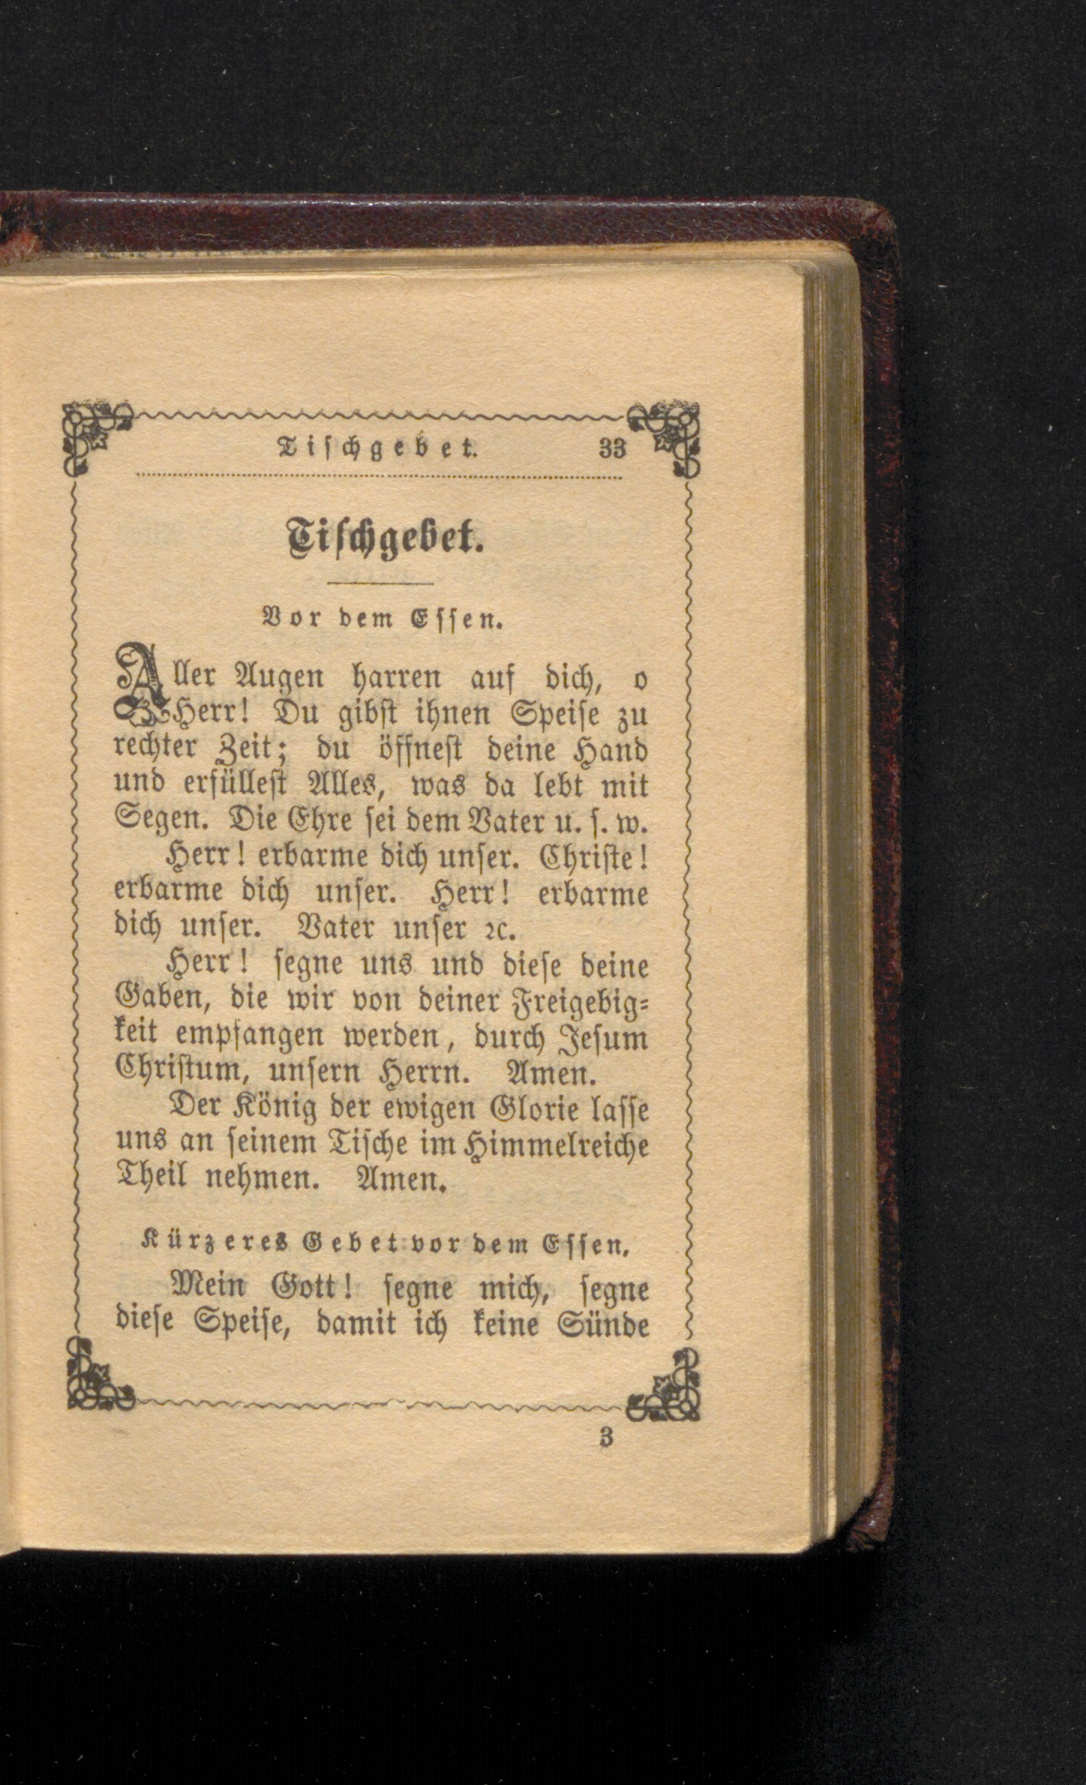 Tischgebet. 33
Tischgebet.
Vor dem Essen.
Aller Augen harren auf dich, o
Herr! Du gibst ihnen Speise zu
rechter Zeit; du öffnest deine Hand
und erfüllest Alles, was da lebt mit
Segen. Die Ehre sei dem Vater u. s. w.
Herr! erbarme dich unser. Christe!
erbarme dich unser. Herr! erbarme
dich unser. Vater unser ꝛc.
Herr! segne uns und diese deine
Gaben, die wir von deiner Freigebig⸗
keit empfangen werden, durch Jesum
Christum, unsern Herrn. Amen.
Der König der ewigen Glorie lasse
uns an seinem Tische im Himmelreiche
Theil nehmen. Amen.
Kürzeres Gebet vor dem Essen.
Mein Gott! segne mich, segne
diese Speise, damit ich keine Sünde
3